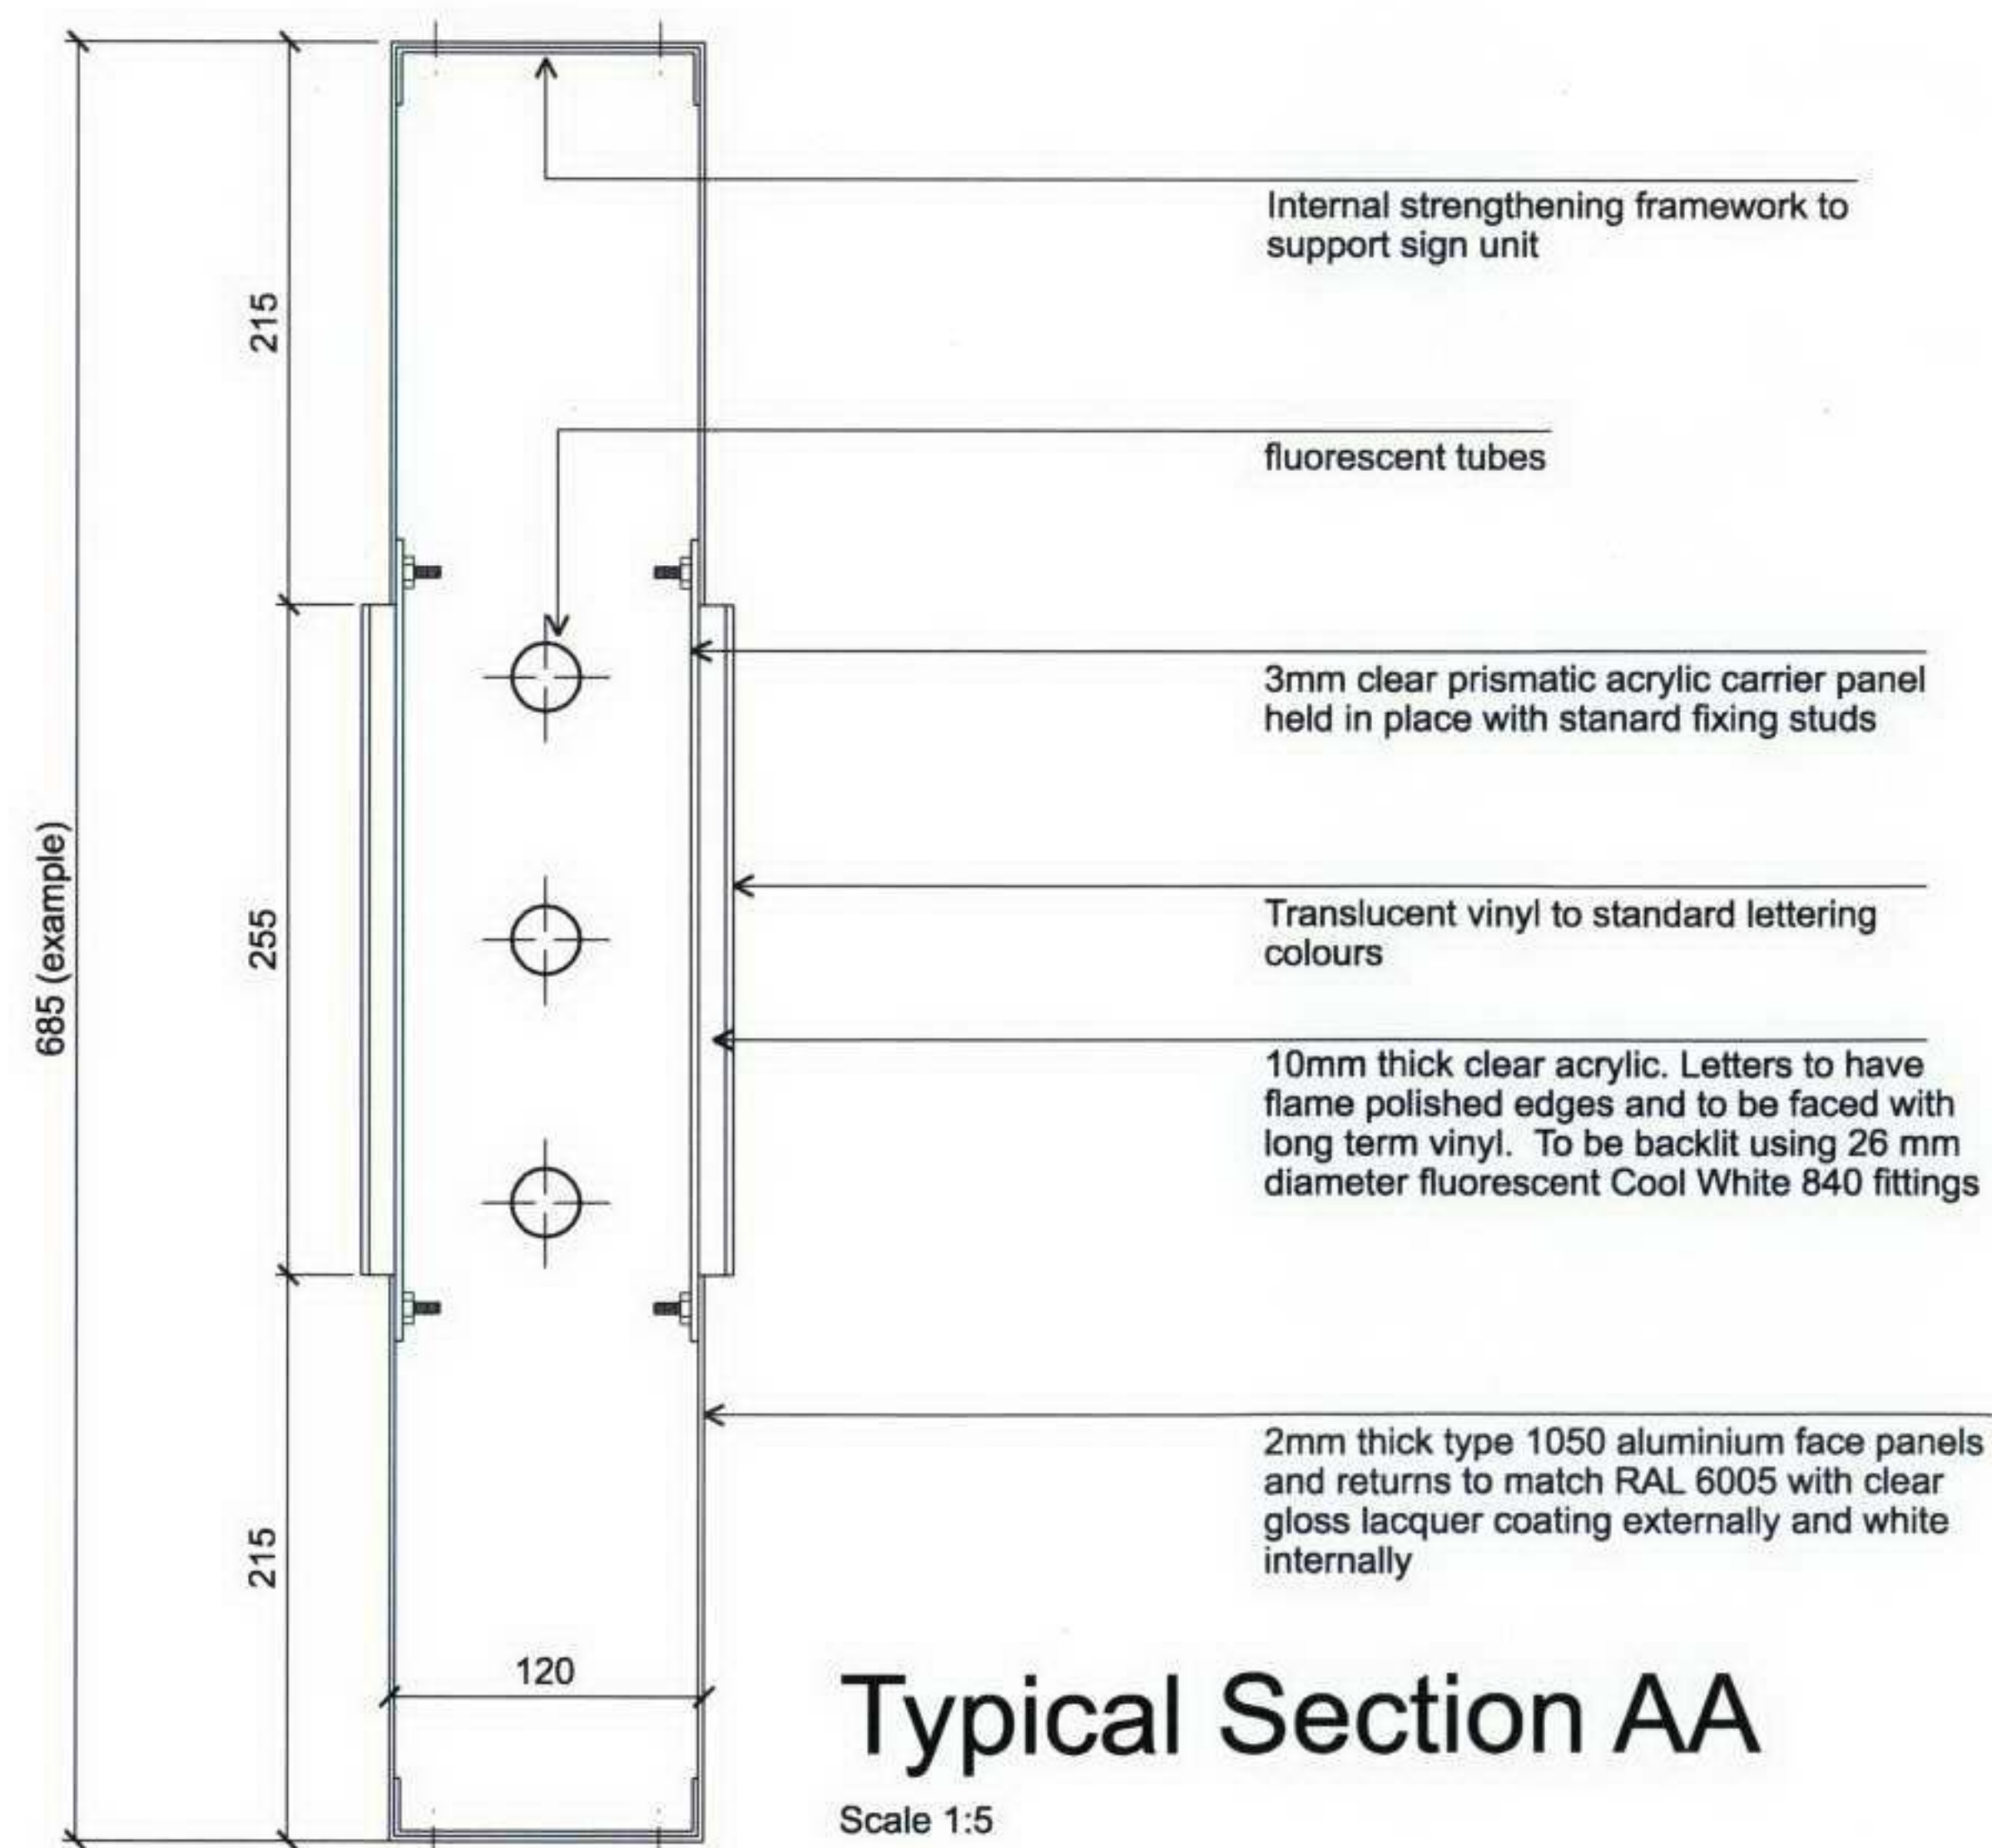 Internal strengthening framework to
support sign unit
215
fluorescent tubes
3mm clear prismatic acrylic carrier panel
held in place with stanard fixing studs
685 (example)
255
Translucent vinyl to standard lettering
colours
10mm thick clear acrylic. Letters to have
flame polished edges and to be faced with
long term vinyl.  To be backlit using 26 mm
diameter fluorescent Cool White 840 fittings
2mm thick type 1050 aluminium face panels
and returns to match RAL 6005 with clear
gloss lacquer coating externally and white
internally
215
120
Typical Section AA
Scale 1:5